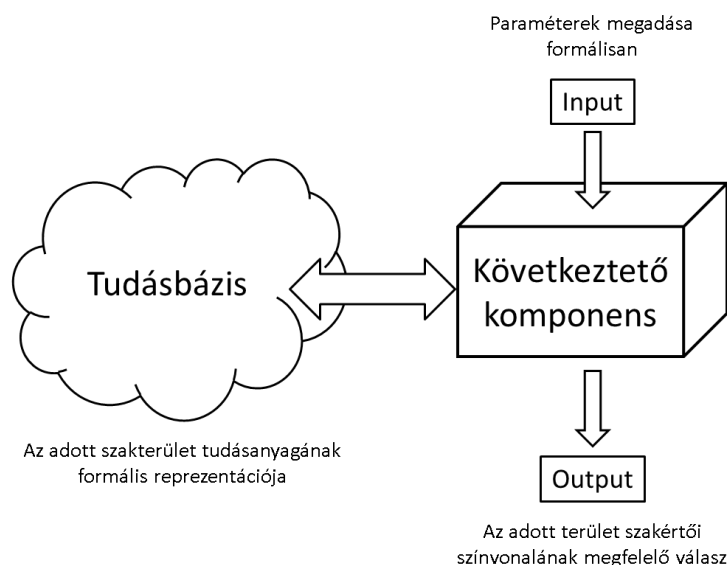 Paraméterek megadása
formálisan
Input
Tudásbázis
Következtető
komponens
Az adott szakterület tudásanyagának
formális reprezentációja
Output
Az adott terület szakértői
színvonalának megfelelő válasz